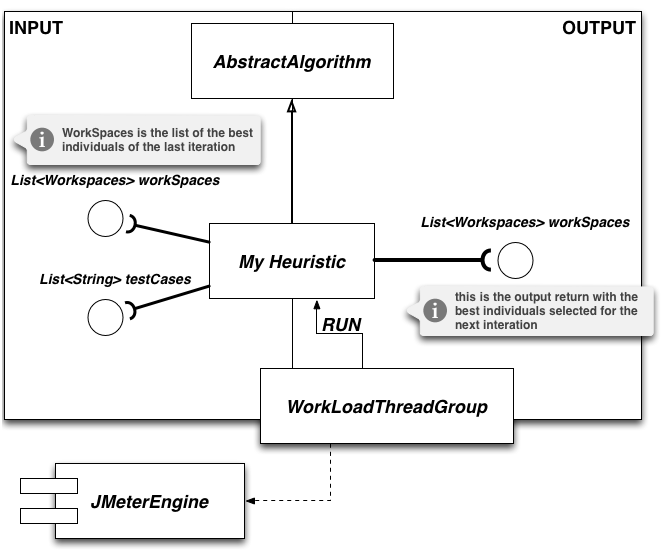 INPUT
OUTPUT
AbstractAlgorithm
WorkSpaces is the list of the best
individuals of the last iteration
List<Workspaces> workSpaces
List<Workspaces> workSpaces
My Heuristic
List<String> testCases
this is the output return with the
best individuals selected for the
next interation
RUN
WorkLoadThreadGroup
JMeterEngine